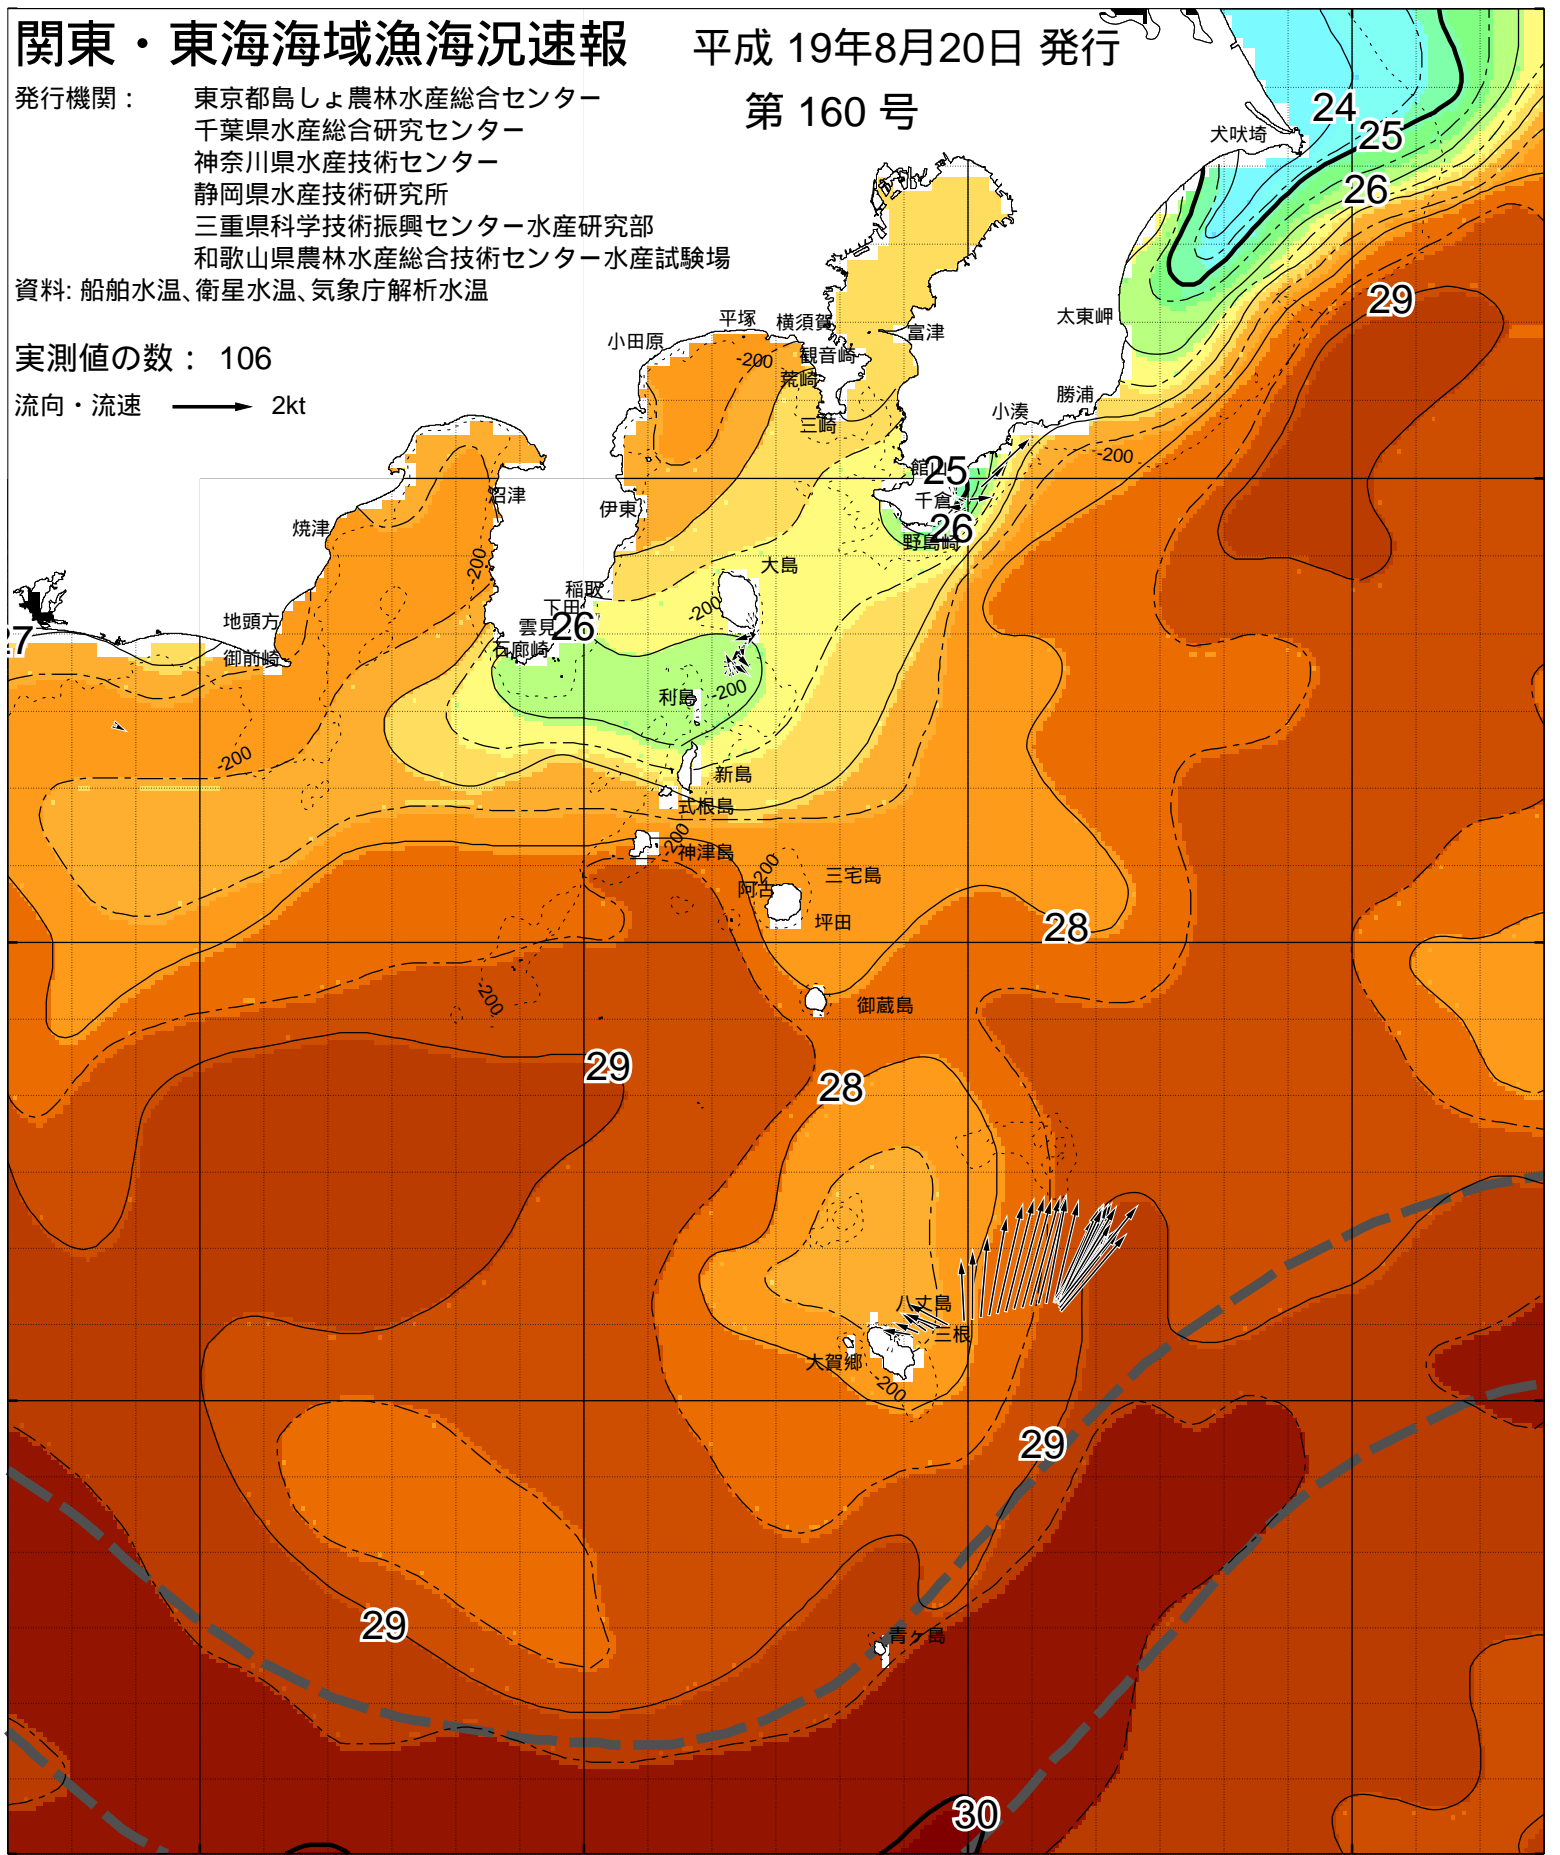 関東・東海海域漁海況速報
平成 19年8月20日 発行
第 160 号
発行機関：
東京都島しょ農林水産総合センター
千葉県水産総合研究センター
神奈川県水産技術センター
静岡県水産技術研究所
三重県科学技術振興センター水産研究部
和歌山県農林水産総合技術センター水産試験場
資料: 船舶水温、衛星水温、気象庁解析水温
実測値の数： 106
流向・流速 2kt
24
25
26
犬吠埼
29
太東岬
平塚
横須賀
小田原
富津
-200
観音崎
荒崎
勝浦
小湊
三崎
-200
館山
25
沼津
千倉
伊東
焼津
26
野島崎
-200
大島
稲取
下田
-200
地頭方
雲見
26
27
石廊崎
御前崎
利島
-200
-200
新島
式根島
-200
神津島
三宅島
-200
阿古
坪田
28
-200
御蔵島
29
28
八丈島
三根
大賀郷
-200
29
29
青ヶ島
30